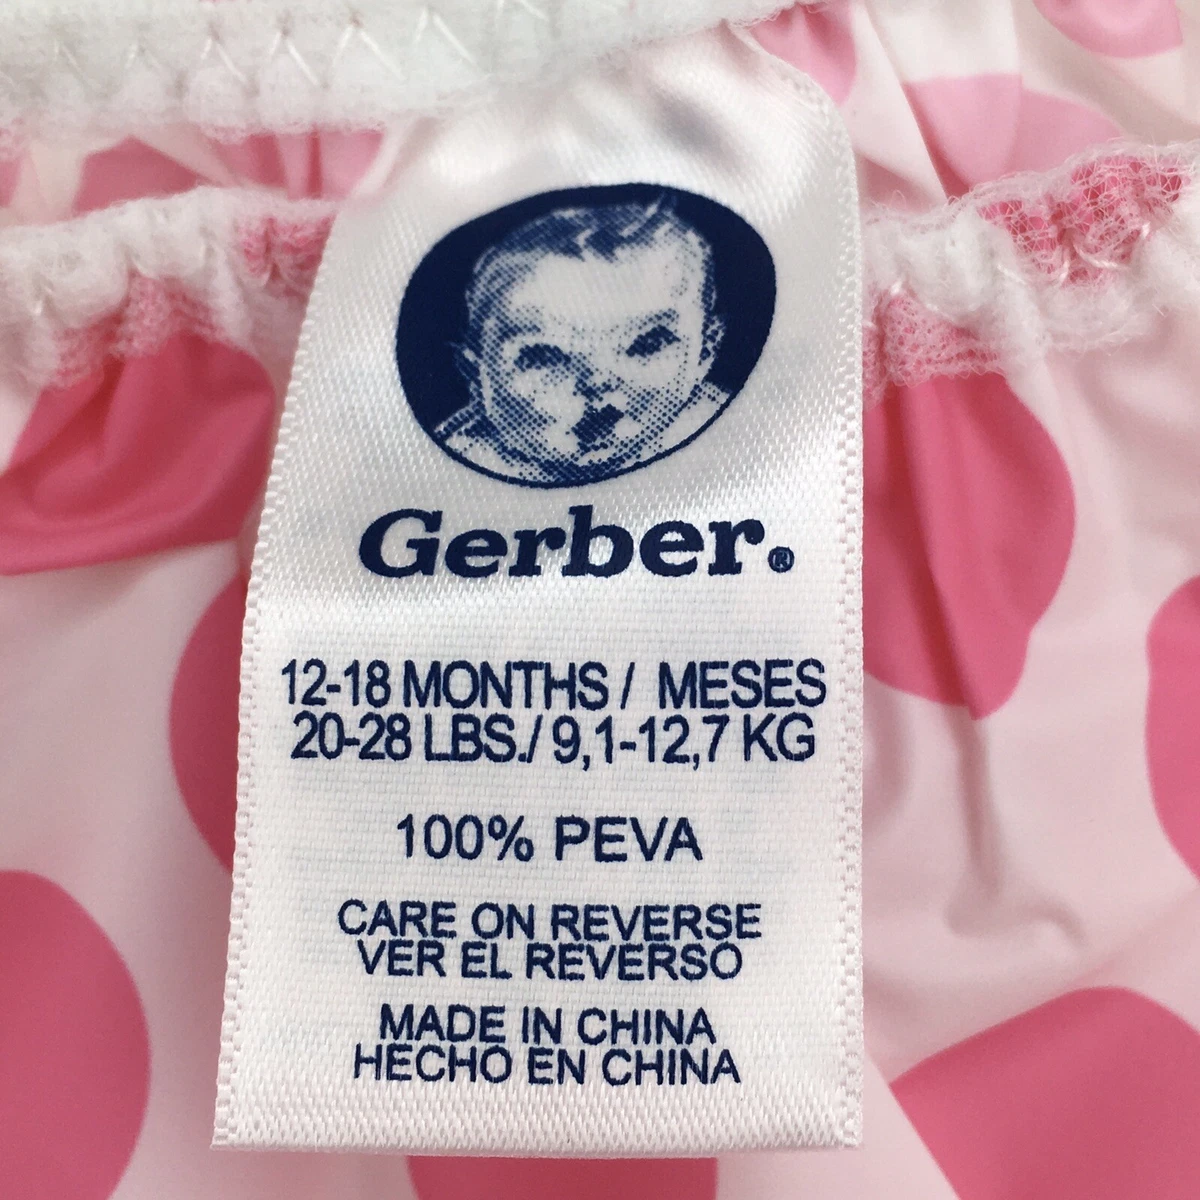 Gerber.®
12-18 MONTHS / MESES
20-28 LBS./ 9,1-12,7 KG
100% PEVA
CARE ON REVERSE
VER EL REVERSO
MADE IN CHINA
HECHO EN CHINA